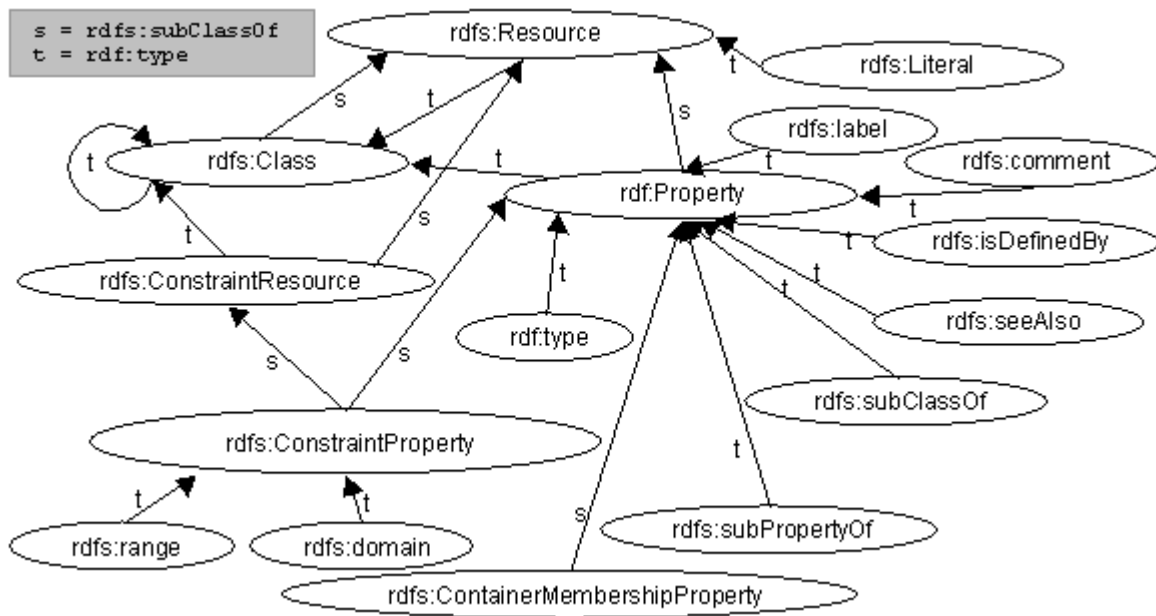 s = rdfs:subClassOf
t = rdf:type
rdfs:Resource
rdfs:Literal
t
s
t
s
rdfs:label
t
rdfs:Class
t
t
rdfs:comment
rdf:Property
t
s
t
t
rdfs:isDefinedBy
rdfs:ConstraintResource
t
t
t
rdfs:seeAlso
rdf:type
s
s
rdfs:subClassOf
rdfs:ConstraintProperty
t
t
t
s
rdfs:range
rdfs:domain
rdfs:subPropertyOf
rdfs:ContainerMembershipProperty